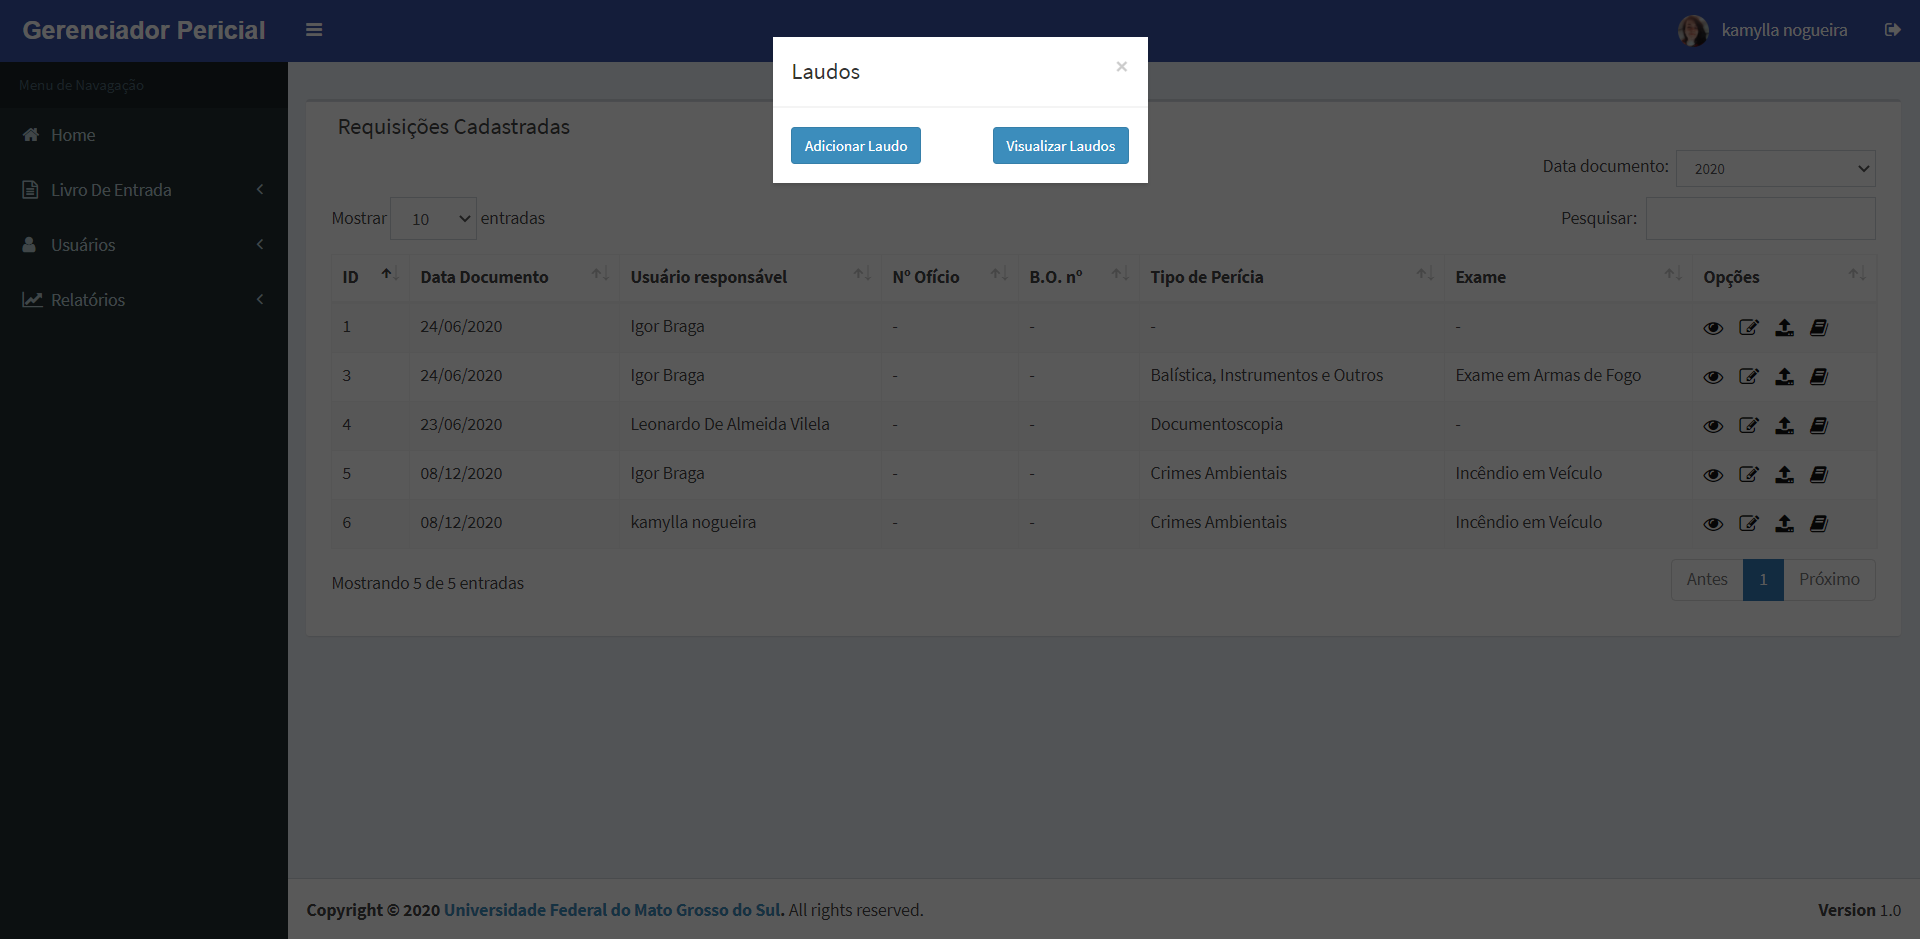 Gerenciador Pericial
kamylla nogueira
Menu de Navagação
Home
Livro De Entrada
Usuários
Relatórios
Laudos ×
Adicionar Laudo Visualizar Laudos
Requisições Cadastradas
Data documento: 2020
Mostrar 10 entradas
Pesquisar:
ID Data Documento Usuário responsável Nº Ofício B.O. nº Tipo de Perícia Exame Opções
1 24/06/2020 Igor Braga - - - -
3 24/06/2020 Igor Braga - - Balística, Instrumentos e Outros Exame em Armas de Fogo
4 23/06/2020 Leonardo De Almeida Vilela - - Documentoscopia -
5 08/12/2020 Igor Braga - - Crimes Ambientais Incêndio em Veículo
6 08/12/2020 kamylla nogueira - - Crimes Ambientais Incêndio em Veículo
Mostrando 5 de 5 entradas
Antes 1 Próximo
Copyright © 2020 Universidade Federal do Mato Grosso do Sul. All rights reserved.
Version 1.0